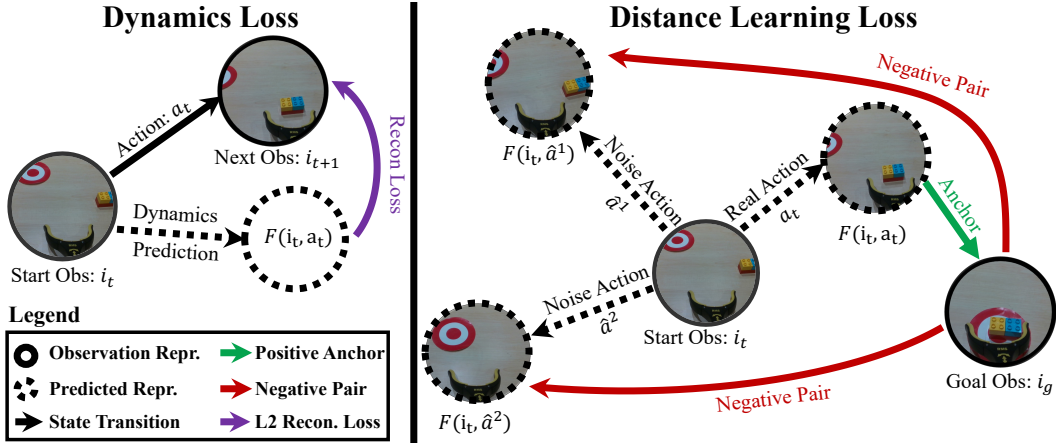 Dynamics Loss
Action: a_t
Next Obs: i_{t+1}
Recon Loss
Dynamics
Prediction
F(i_t, a_t)
Start Obs: i_t
Legend
Observation Repr.
Positive Anchor
Predicted Repr.
Negative Pair
State Transition
L2 Recon. Loss
Distance Learning Loss
Negative Pair
F(i_t, â^1)
Noise Action
â^1
Real Action
a_t
F(i_t, a_t)
Anchor
Noise Action
â^2
Start Obs: i_t
F(i_t, â^2)
Negative Pair
Goal Obs: i_g